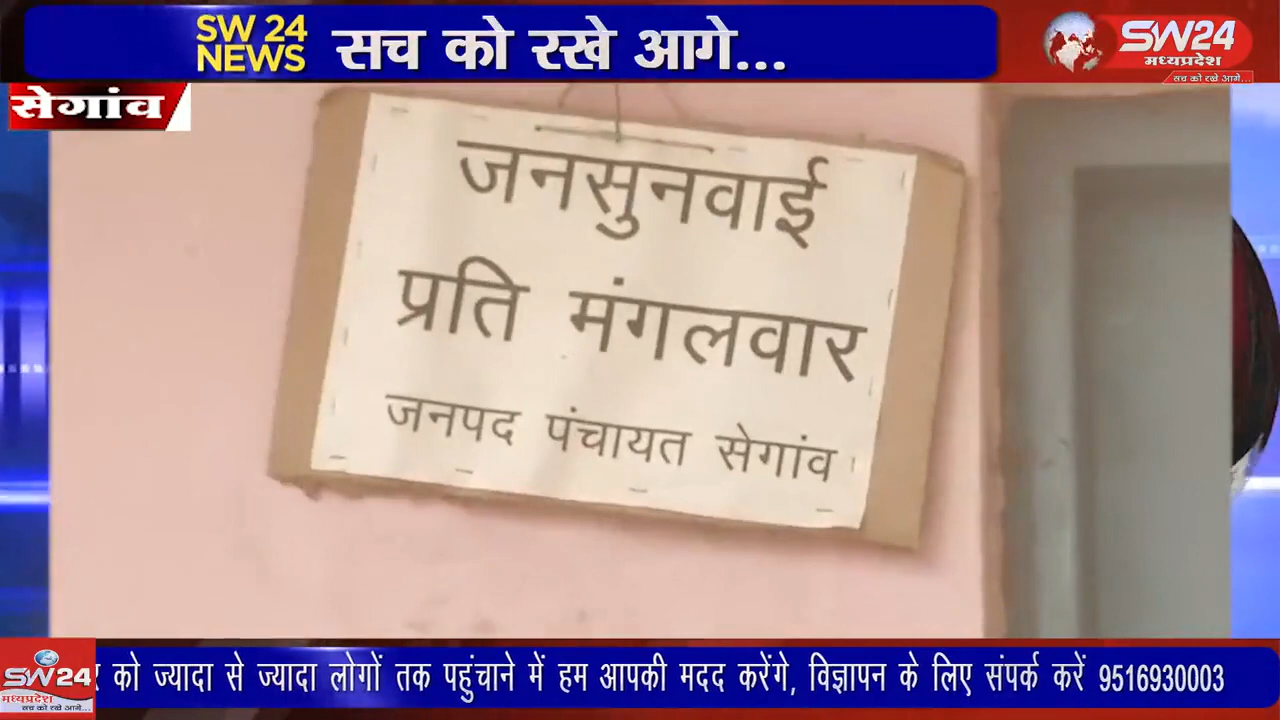 SW 24
NEWS
सच को रखे आगे...
SW24
मध्यप्रदेश
सच को रखे आगे...
सेगांव
जनसुनवाई
प्रति मंगलवार
जनपद पंचायत सेगांव
SW24
मध्यप्रदेश
सच को रखे आगे...
को ज्यादा से ज्यादा लोगों तक पहुंचाने में हम आपकी मदद करेंगे, विज्ञापन के लिए संपर्क करें 9516930003